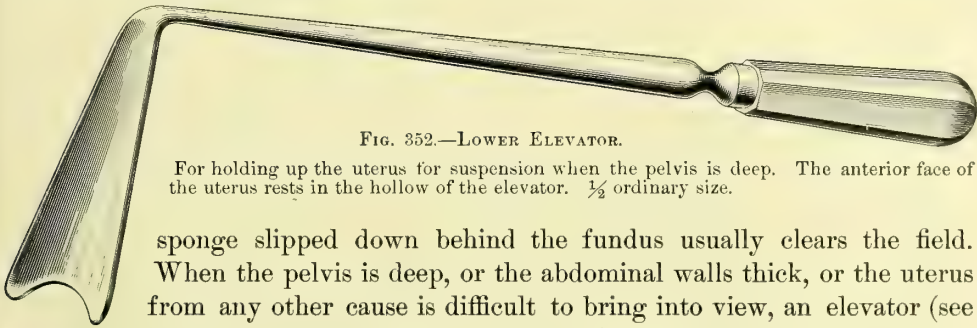 FIG. 352.—LOWER ELEVATOR.
For holding up the uterus for suspension when the pelvis is deep. The anterior face of
the uterus rests in the hollow of the elevator. ½ ordinary size.
sponge slipped down behind the fundus usually clears the field.
When the pelvis is deep, or the abdominal walls thick, or the uterus
from any other cause is difficult to bring into view, an elevator (see